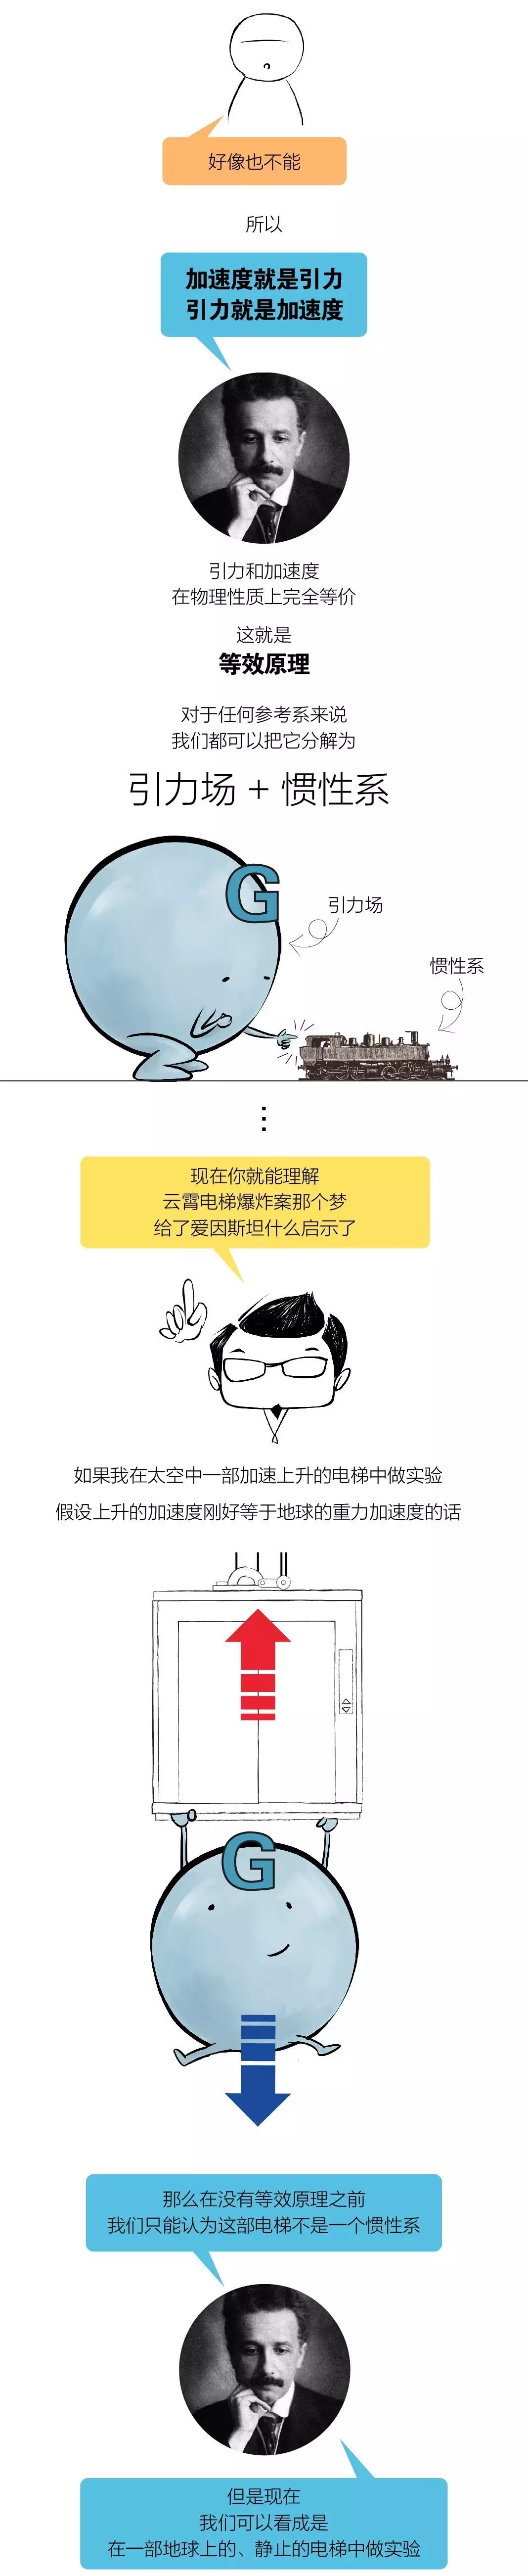 好像也不能
所以
加速度就是引力
引力就是加速度
引力和加速度
在物理性质上完全等价
这就是
等效原理
对于任何参考系来说
我们都可以把它分解为
引力场 + 惯性系
G
引力场
惯性系
现在你就能理解
云霄电梯爆炸案那个梦
给了爱因斯坦什么启示了
如果我在太空中一部加速上升的电梯中做实验
假设上升的加速度刚好等于地球的重力加速度的话
G
那么在没有等效原理之前
我们只能认为这部电梯不是一个惯性系
但是现在
我们可以看成是
在一部地球上的、静止的电梯中做实验